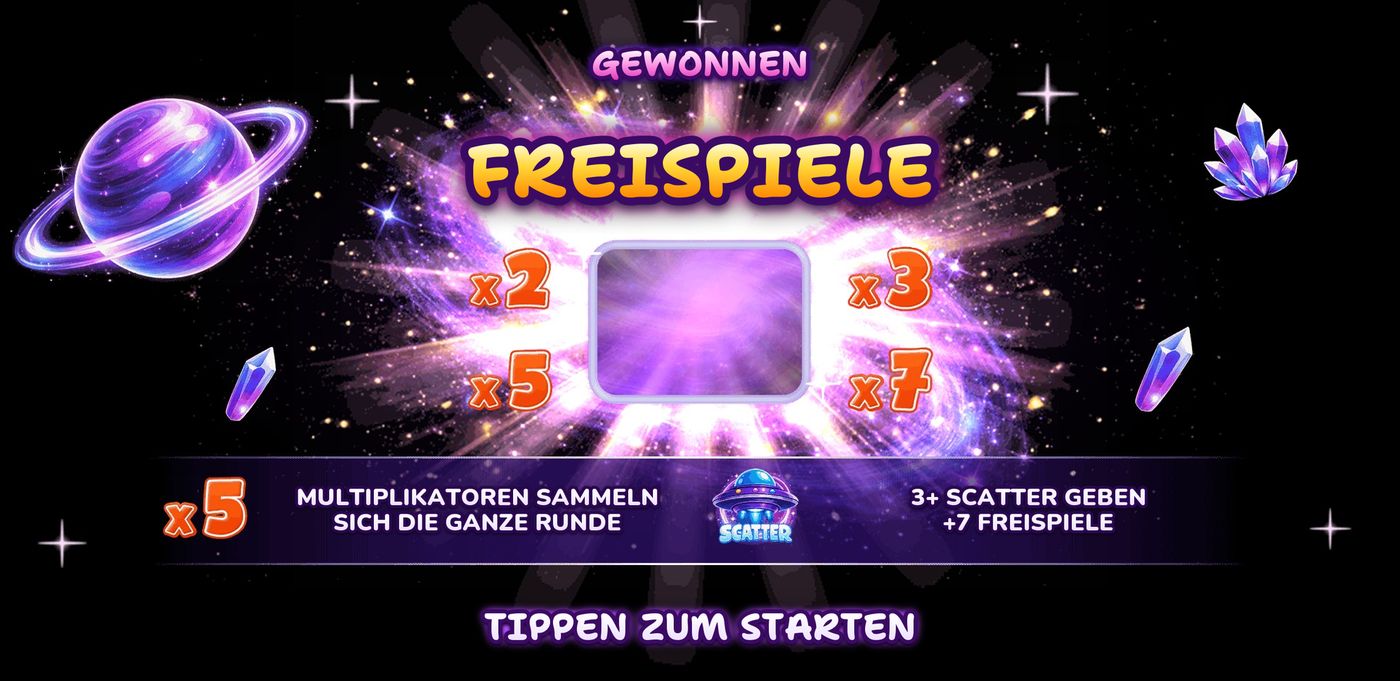 GEWONNEN
FREISPIELE
x2
x3
x5
x7
x5
MULTIPLIKATOREN SAMMELN
SICH DIE GANZE RUNDE
SCATTER
3+ SCATTER GEBEN
+7 FREISPIELE
TIPPEN ZUM STARTEN